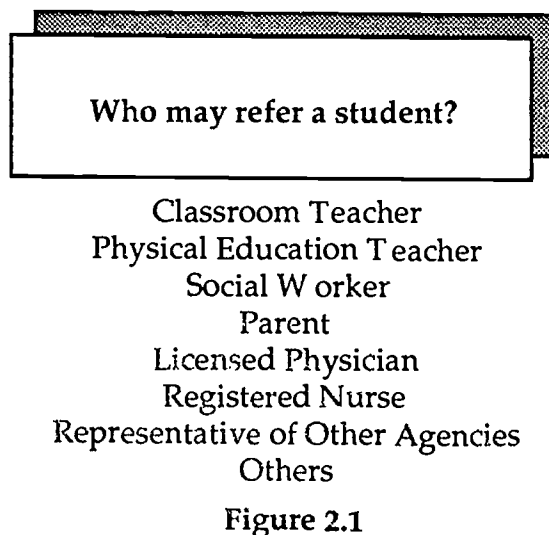 Who may refer a student?
Classroom Teacher
Physical Education Teacher
Social Worker
Parent
Licensed Physician
Registered Nurse
Representative of Other Agencies
Others
Figure 2.1